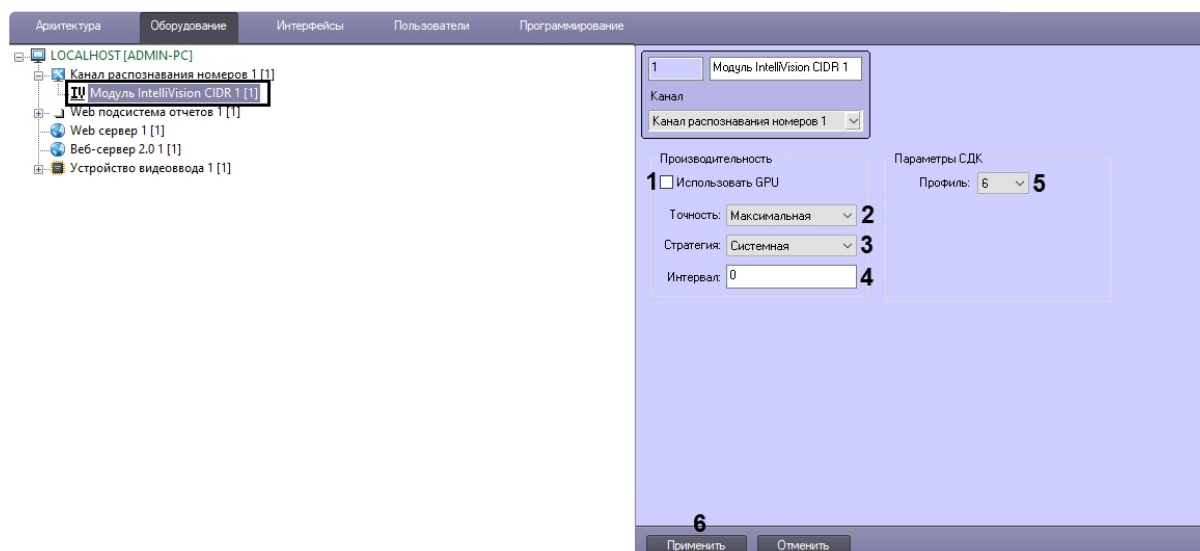 Архитектура Оборудование Интерфейсы Пользователи Программирование
LOCALHOST [ADMIN-PC]
Канал распознавания номеров 1 [1]
Модуль IntelliVision CIDR 1 [1]
Web подсистема отчетов 1 [1]
Web сервер 1 [1]
Веб-сервер 2.0 1 [1]
Устройство видеоввода 1 [1]
1 Модуль IntelliVision CIDR 1
Канал
Канал распознавания номеров 1
Производительность
1 Использовать GPU
Точность: Максимальная 2
Стратегия: Системная 3
Интервал: 0 4
Параметры СДК
Профиль: 6 5
6
Применить Отменить